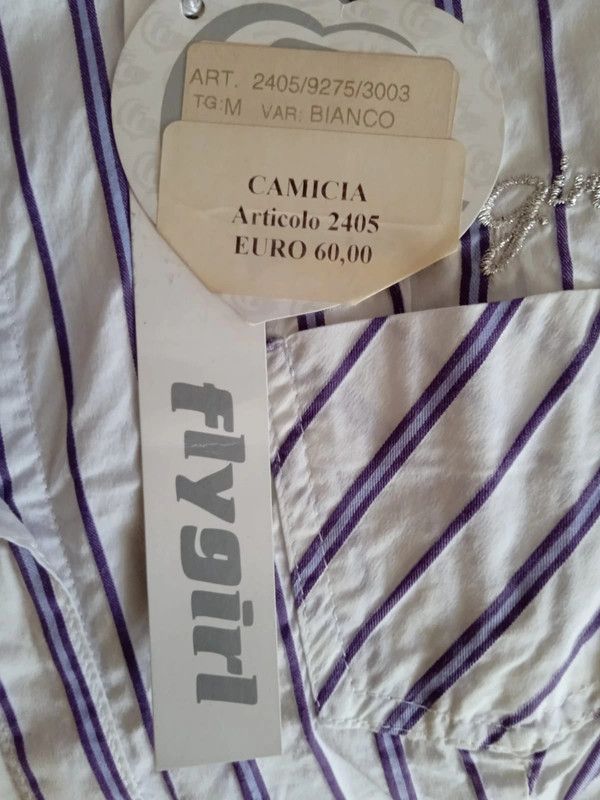 ART. 2405/9275/3003
TG:M VAR: BIANCO
CAMICIA
Articolo 2405
EURO 60,00
flygirl